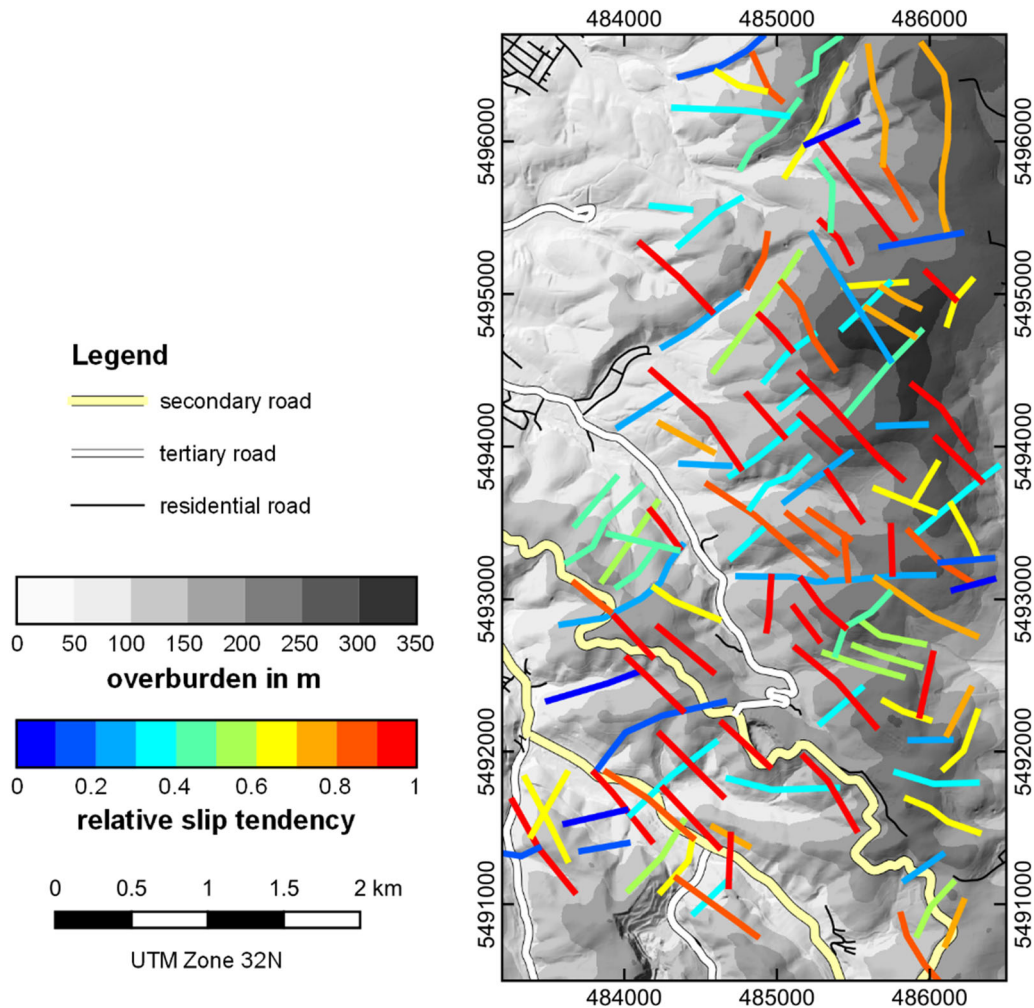 484000 485000 486000
5496000 5496000
5495000 5495000
Legend
secondary road
5494000 5494000
tertiary road
residential road
5493000 5493000
0 50 100 150 200 250 300 350
overburden in m
5492000 5492000
0 0.2 0.4 0.6 0.8 1
relative slip tendency
0 0.5 1 1.5 2 km
5491000 5491000
UTM Zone 32N
484000 485000 486000